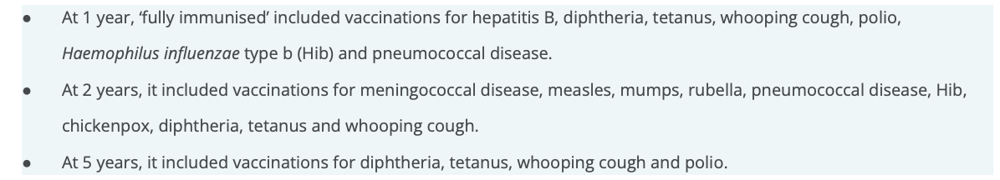 • At 1 year, ‘fully immunised’ included vaccinations for hepatitis B, diphtheria, tetanus, whooping cough, polio,
Haemophilus influenzae type b (Hib) and pneumococcal disease.
• At 2 years, it included vaccinations for meningococcal disease, measles, mumps, rubella, pneumococcal disease, Hib,
chickenpox, diphtheria, tetanus and whooping cough.
• At 5 years, it included vaccinations for diphtheria, tetanus, whooping cough and polio.